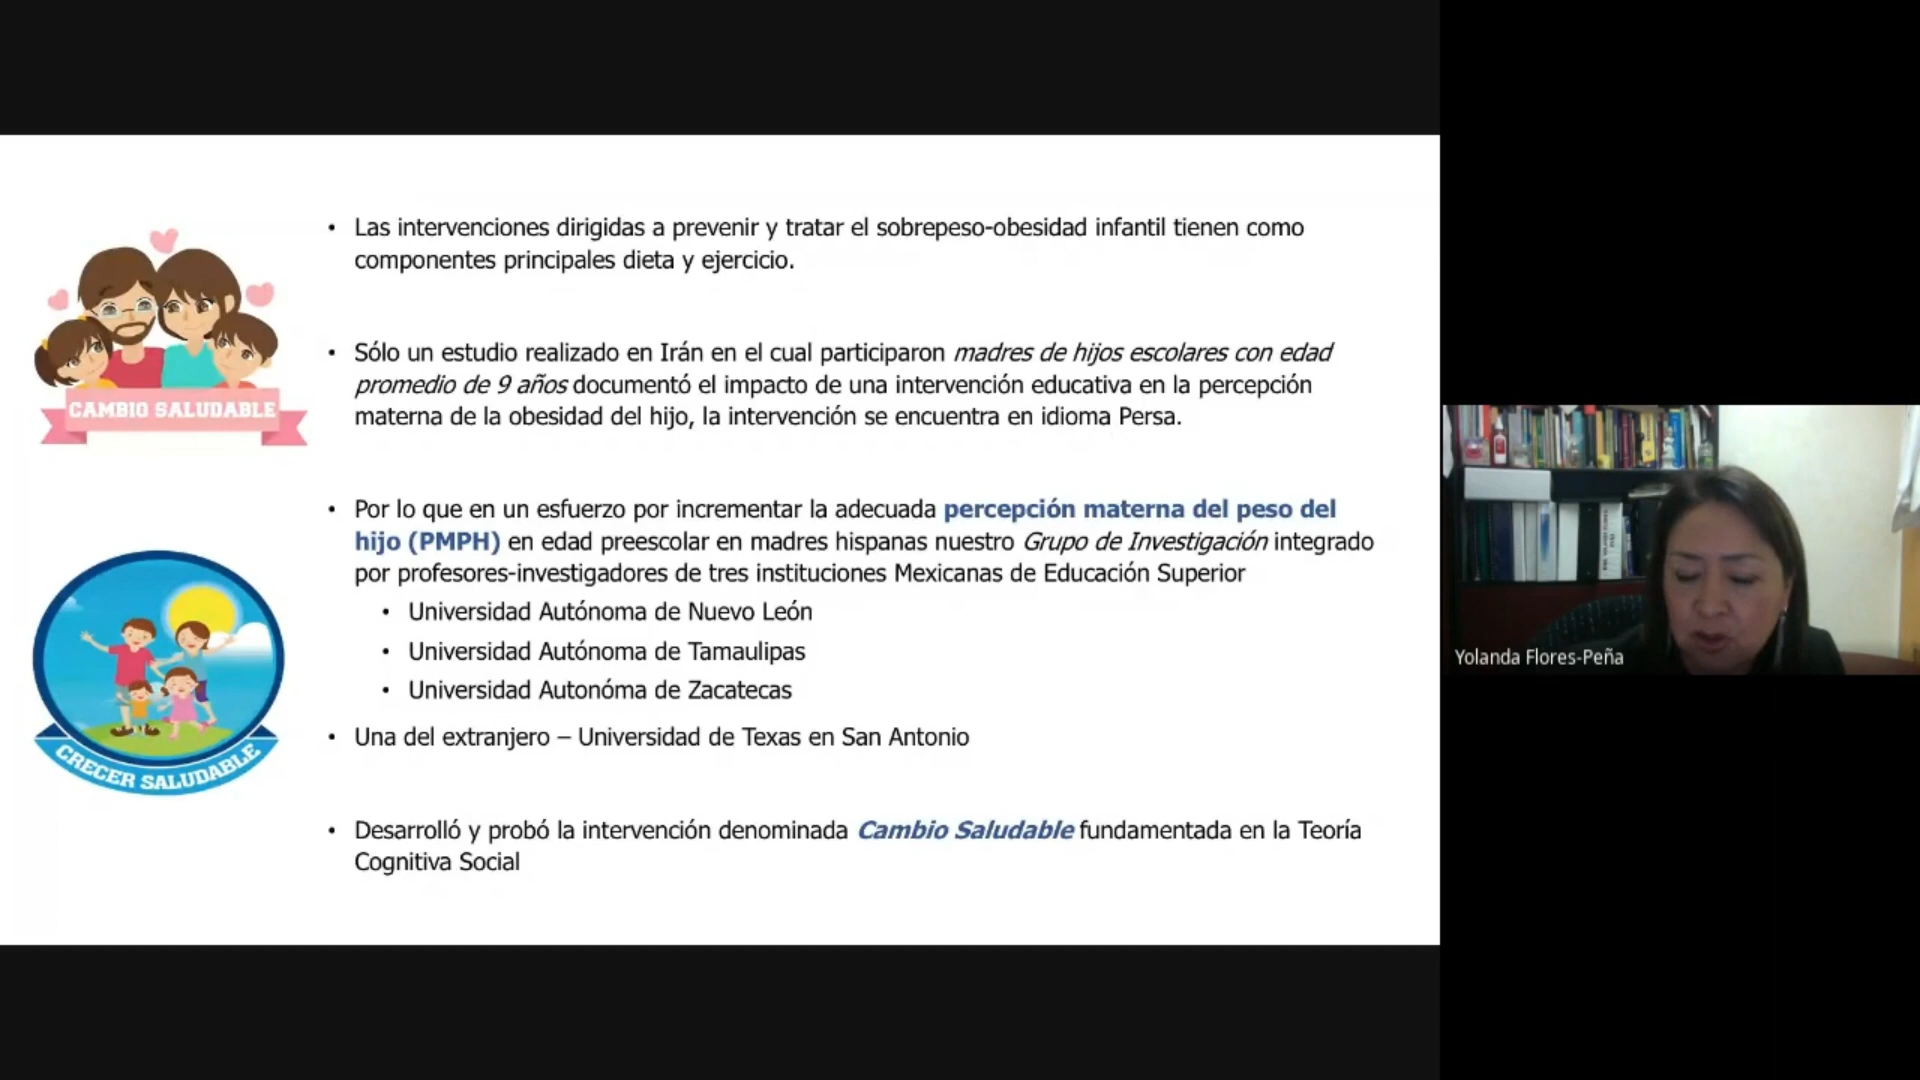 • Las intervenciones dirigidas a prevenir y tratar el sobrepeso-obesidad infantil tienen como
componentes principales dieta y ejercicio.
• Sólo un estudio realizado en Irán en el cual participaron madres de hijos escolares con edad
promedio de 9 años documentó el impacto de una intervención educativa en la percepción
materna de la obesidad del hijo, la intervención se encuentra en idioma Persa.
CAMBIO SALUDABLE
• Por lo que en un esfuerzo por incrementar la adecuada percepción materna del peso del
hijo (PMPH) en edad preescolar en madres hispanas nuestro Grupo de Investigación integrado
por profesores-investigadores de tres instituciones Mexicanas de Educación Superior
• Universidad Autónoma de Nuevo León
• Universidad Autónoma de Tamaulipas
• Universidad Autonóma de Zacatecas
• Una del extranjero – Universidad de Texas en San Antonio
CRECER SALUDABLE
• Desarrolló y probó la intervención denominada Cambio Saludable fundamentada en la Teoría
Cognitiva Social
Yolanda Flores-Peña